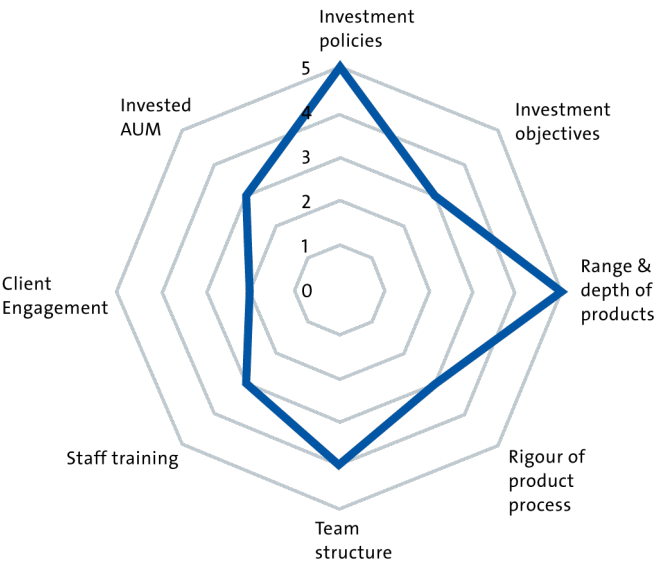 Investment
policies
5
Invested
AUM
4
Investment
objectives
3
2
1
Client
Engagement
0
Range &
depth of
products
Staff training
Rigour of
product
process
Team
structure